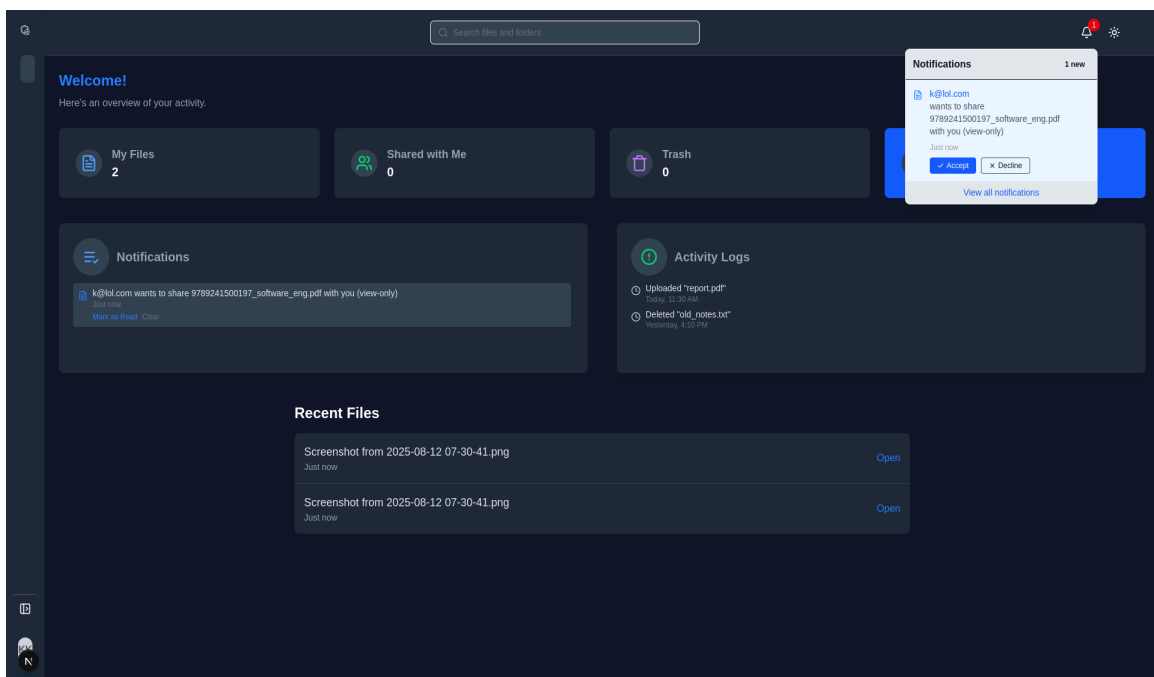 Search files and folders
1
Welcome!
Here's an overview of your activity.
Notifications
1 new
k@lol.com
wants to share
9789241500197_software_eng.pdf
with you (view-only)
Just now
Accept
Decline
View all notifications
My Files
2
Shared with Me
0
Trash
0
Notifications
k@lol.com wants to share 9789241500197_software_eng.pdf with you (view-only)
Just now
Mark as Read Clear
Activity Logs
Uploaded "report.pdf"
Today, 11:30 AM
Deleted "old_notes.txt"
Yesterday, 4:10 PM
Recent Files
Screenshot from 2025-08-12 07-30-41.png
Just now
Open
Screenshot from 2025-08-12 07-30-41.png
Just now
Open
N